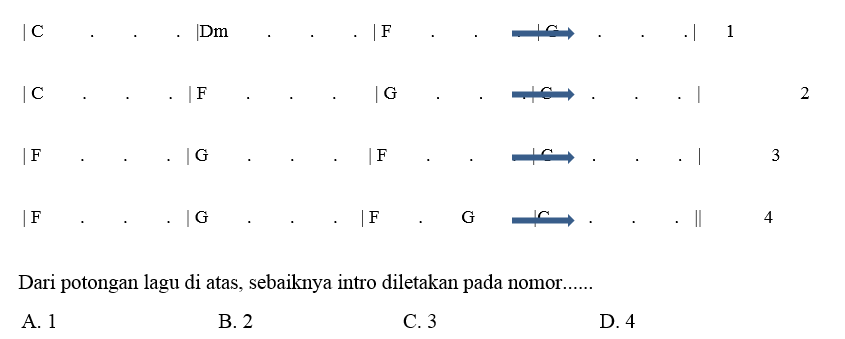 | C . . . |Dm . . . | F . . . | G . . . | 1
| C . . . | F . . . | G . . . | C . . . | 2
| F . . . | G . . . | F . . . | C . . . | 3
| F . . . | G . . . | F . G |C . . . || 4
Dari potongan lagu di atas, sebaiknya intro diletakan pada nomor......
A. 1 B. 2 C. 3 D. 4